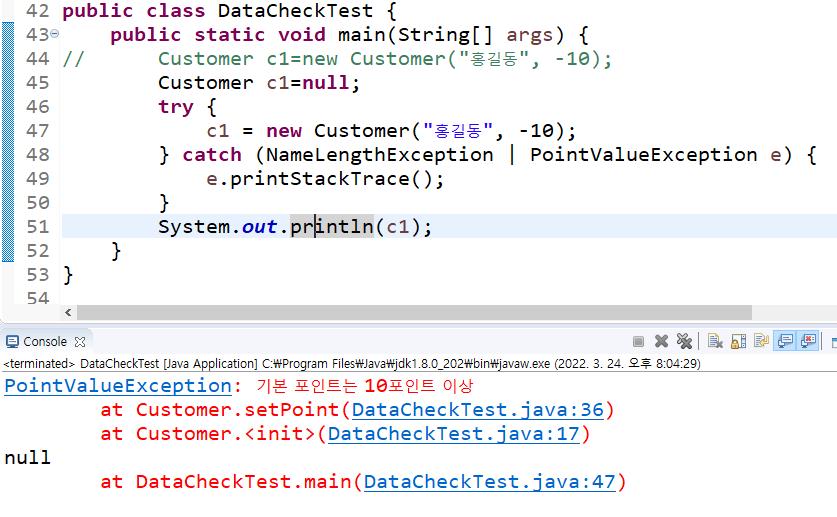 42 public class DataCheckTest {
43 public static void main(String[] args) {
44 // Customer c1=new Customer("홍길동", -10);
45 Customer c1=null;
46 try {
47 c1 = new Customer("홍길동", -10);
48 } catch (NameLengthException | PointValueException e) {
49 e.printStackTrace();
50 }
51 System.out.println(c1);
52 }
53 }
54
Console
<terminated> DataCheckTest [Java Application] C:₩Program Files₩Java₩jdk1.8.0_202₩bin₩javaw.exe (2022. 3. 24. 오후 8:04:29)
PointValueException: 기본 포인트는 10포인트 이상
at Customer.setPoint(DataCheckTest.java:36)
at Customer.<init>(DataCheckTest.java:17)
null
at DataCheckTest.main(DataCheckTest.java:47)